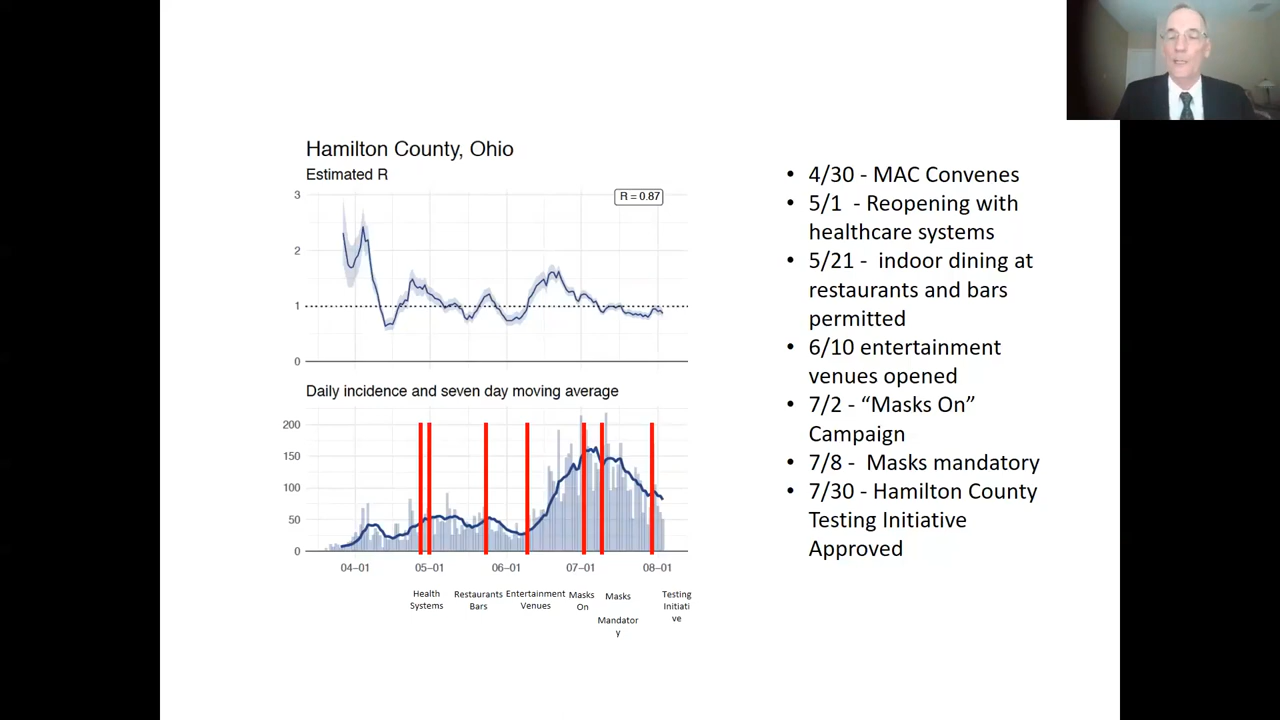 Hamilton County, Ohio
Estimated R
3
R = 0.87
2
1
0
Daily incidence and seven day moving average
200
150
100
50
0
04–01
05–01
06–01
07–01
08–01
Health
Systems
Restaurants
Bars
Entertainment
Venues
Masks
On
Masks
Mandator
y
Testing
Initiati
ve
• 4/30 - MAC Convenes
• 5/1 - Reopening with
healthcare systems
• 5/21 - indoor dining at
restaurants and bars
permitted
• 6/10 entertainment
venues opened
• 7/2 - “Masks On”
Campaign
• 7/8 - Masks mandatory
• 7/30 - Hamilton County
Testing Initiative
Approved